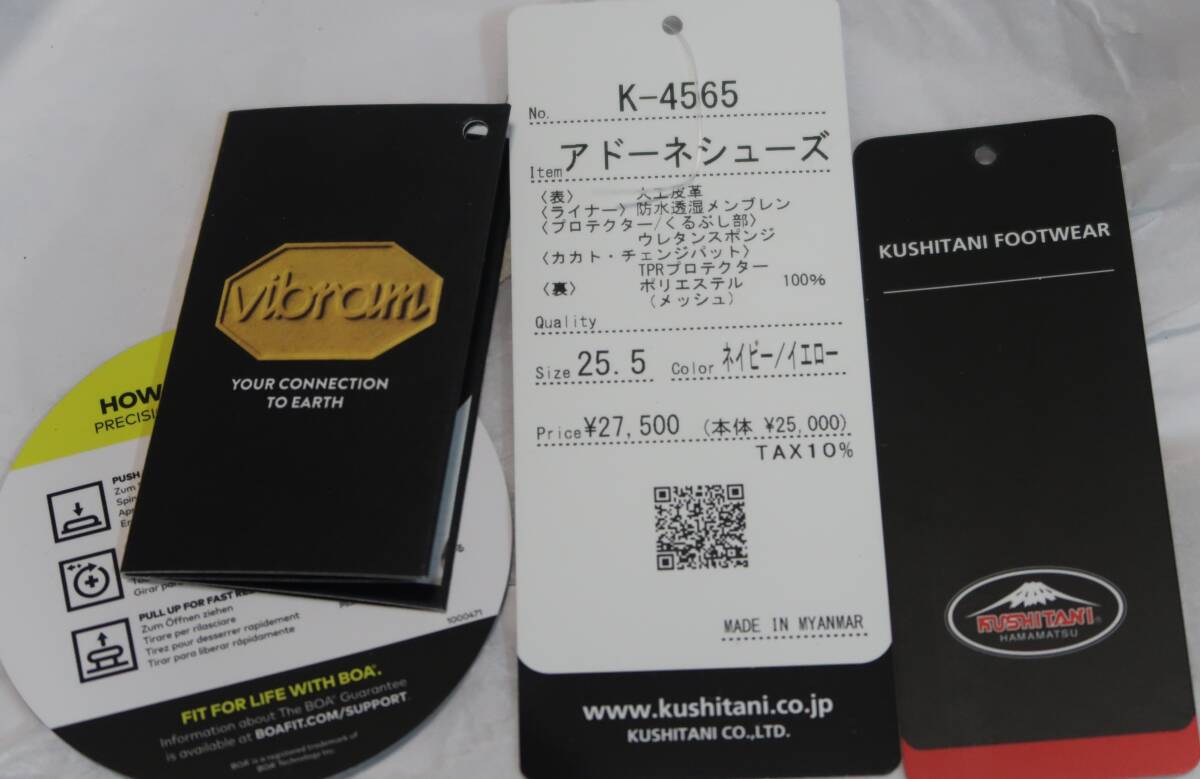 HOW
PRECISI
PUSH
Zum
Spin
App
Girar par
PULL UP FOR FAST RE
Zum Öffnen ziehen
Tirare per rilasciare
Tirez pour desserrer rapidement
Tirar para liberar rápidamente
1000471
FIT FOR LIFE WITH BOA®.
Information about The BOA® Guarantee
is available at BOAFIT.COM/SUPPORT.
BOA is a registered trademark of
BOA Technology Inc.
vibram
YOUR CONNECTION
TO EARTH
No. K-4565
Item アドーネシューズ
〈表〉 人工皮革
〈ライナー〉防水透湿メンブレン
〈プロテクター/くるぶし部〉
ウレタンスポンジ
〈カカト・チェンジパット〉
TPRプロテクター
〈裏〉 ポリエステル 100%
（メッシュ）
Quality
Size 25.5 Color ネイビー/イエロー
Price ¥27,500 (本体 ¥25,000)
TAX10%
MADE IN MYANMAR
www.kushitani.co.jp
KUSHITANI CO.,LTD.
KUSHITANI FOOTWEAR
KUSHITANI®
HAMAMATSU